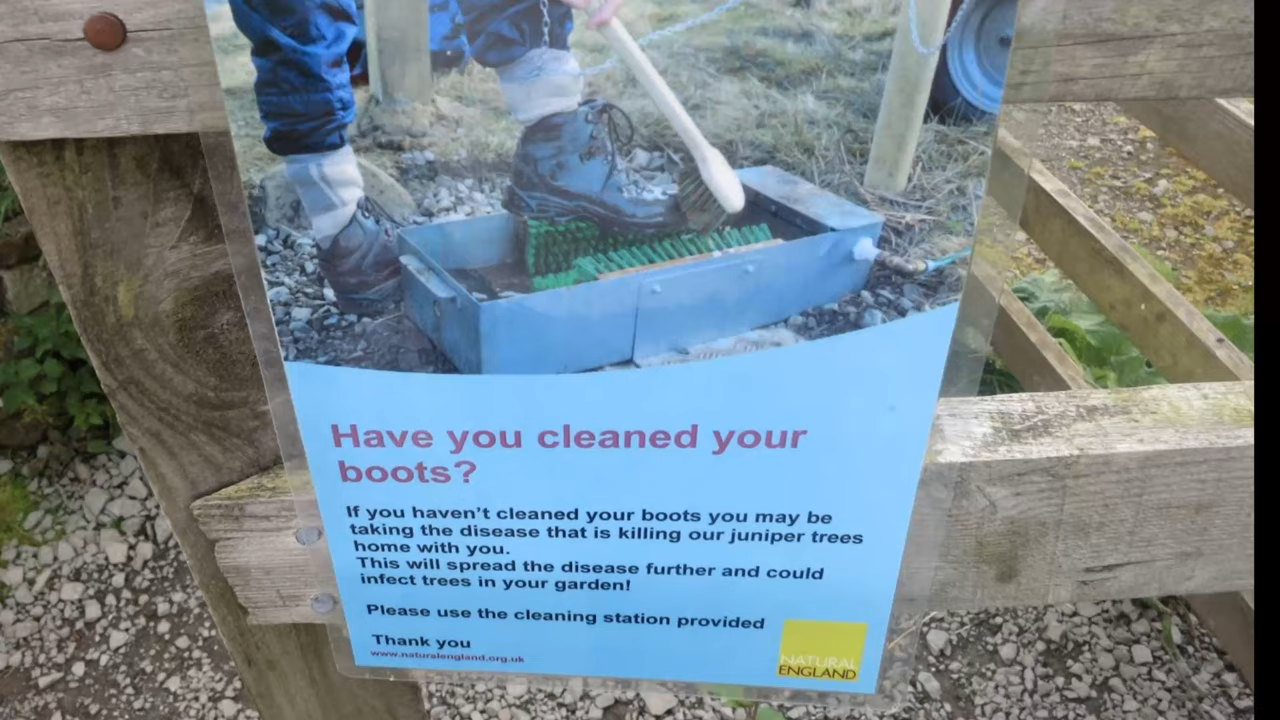 Have you cleaned your
boots?
If you haven't cleaned your boots you may be
taking the disease that is killing our juniper trees
home with you.
This will spread the disease further and could
infect trees in your garden!
Please use the cleaning station provided
Thank you
www.naturalengland.org.uk
NATURAL
ENGLAND